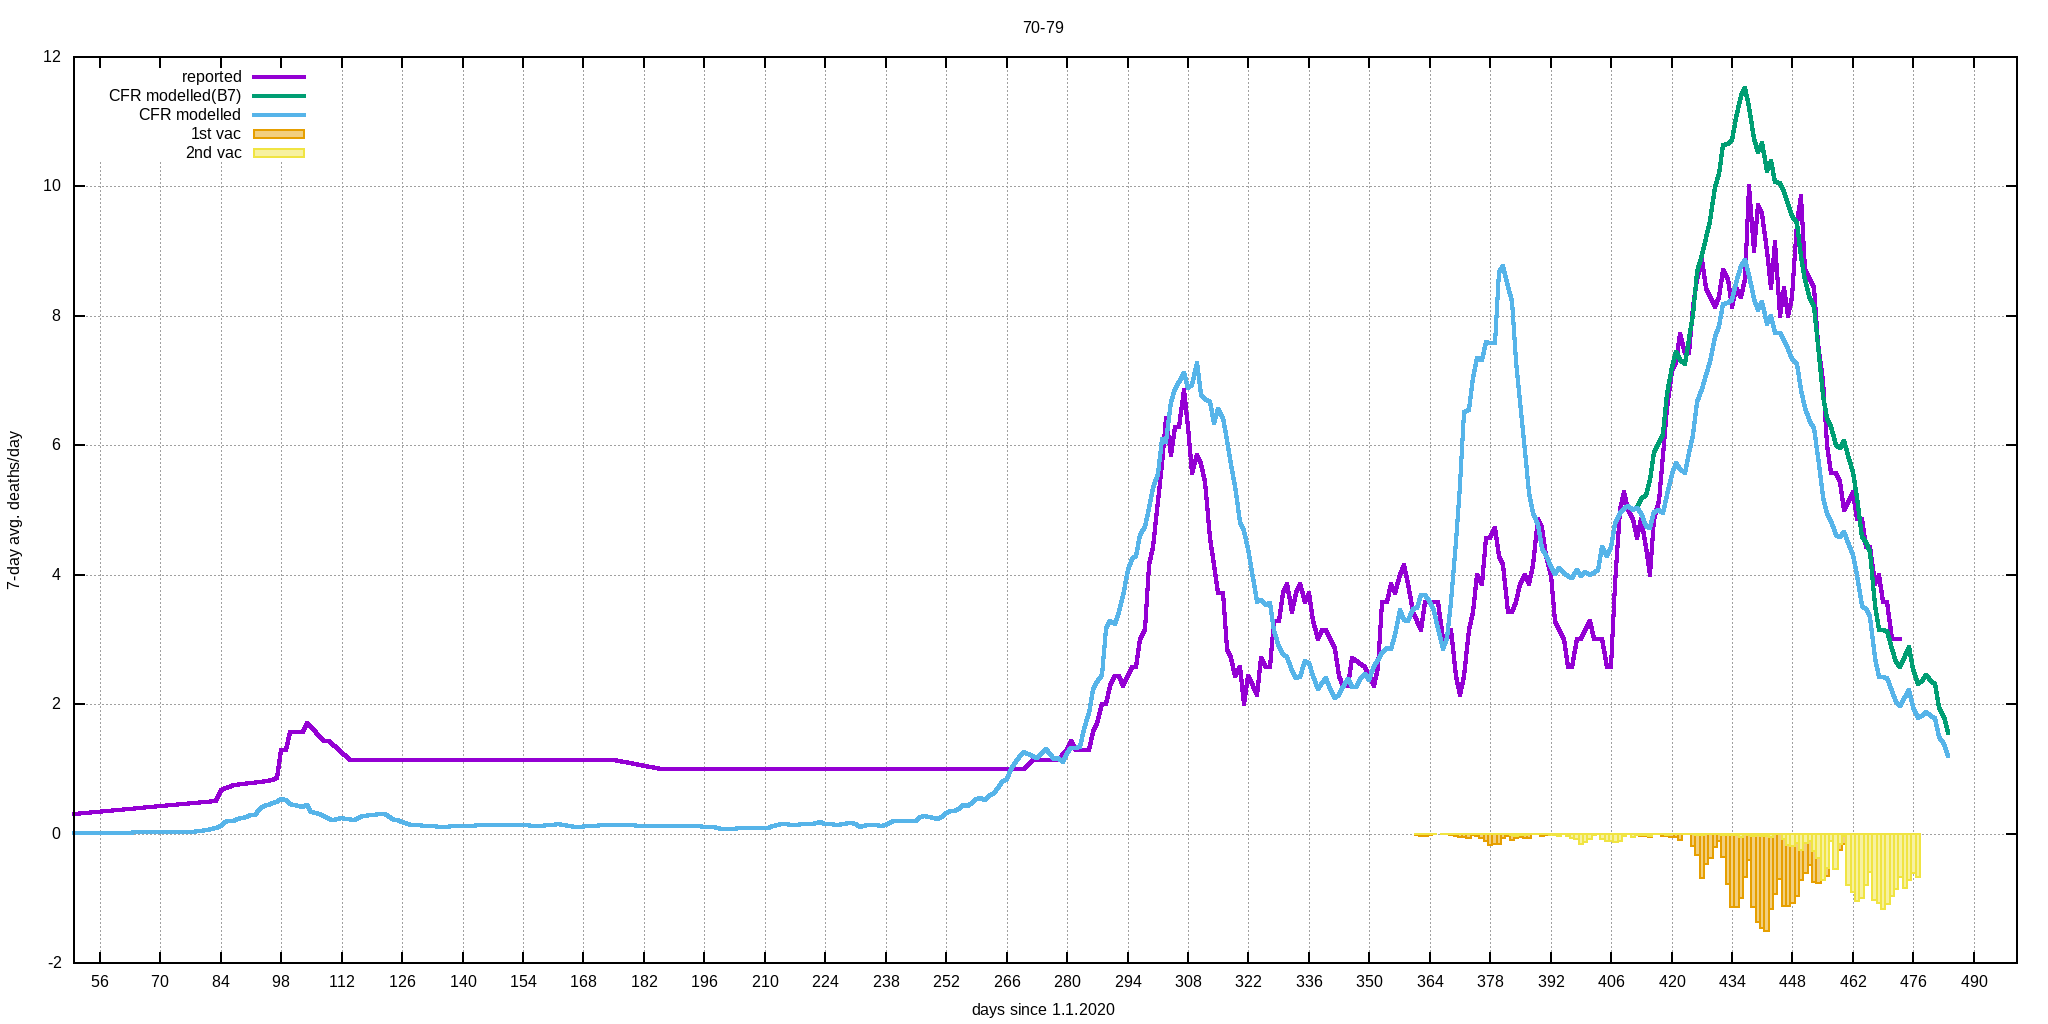 70-79
12
10
8
6
4
2
0
-2
7-day avg. deaths/day
reported
CFR modelled(B7)
CFR modelled
1st vac
2nd vac
56 70 84 98 112 126 140 154 168 182 196 210 224 238 252 266 280 294 308 322 336 350 364 378 392 406 420 434 448 462 476 490
days since 1.1.2020